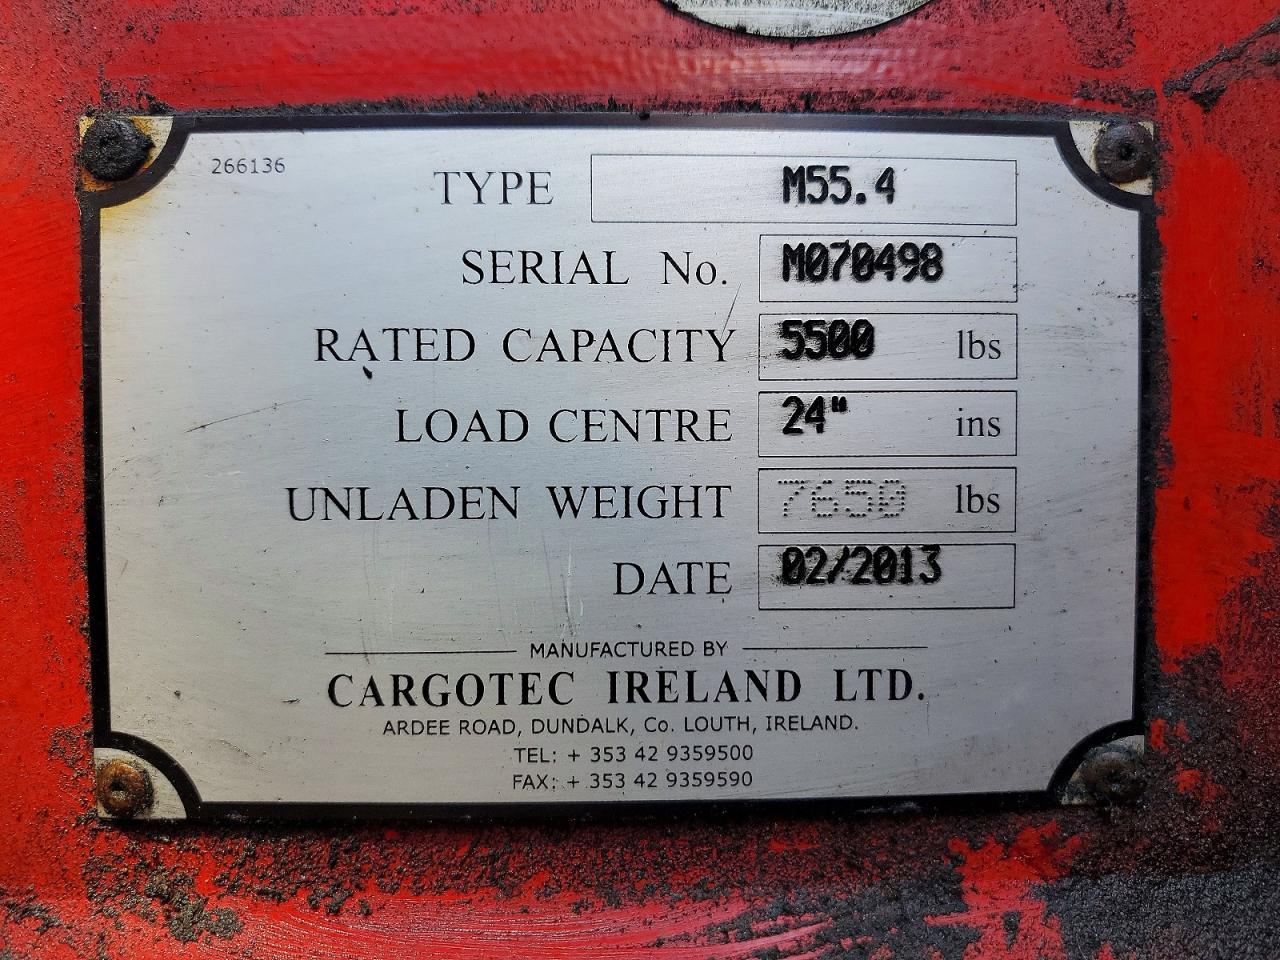 266136
TYPE M55.4
SERIAL No. M070498
RATED CAPACITY 5500 lbs
LOAD CENTRE 24" ins
UNLADEN WEIGHT 7650 lbs
DATE 02/2013
MANUFACTURED BY
CARGOTEC IRELAND LTD.
ARDEE ROAD, DUNDALK, Co. LOUTH, IRELAND.
TEL: + 353 42 9359500
FAX: + 353 42 9359590